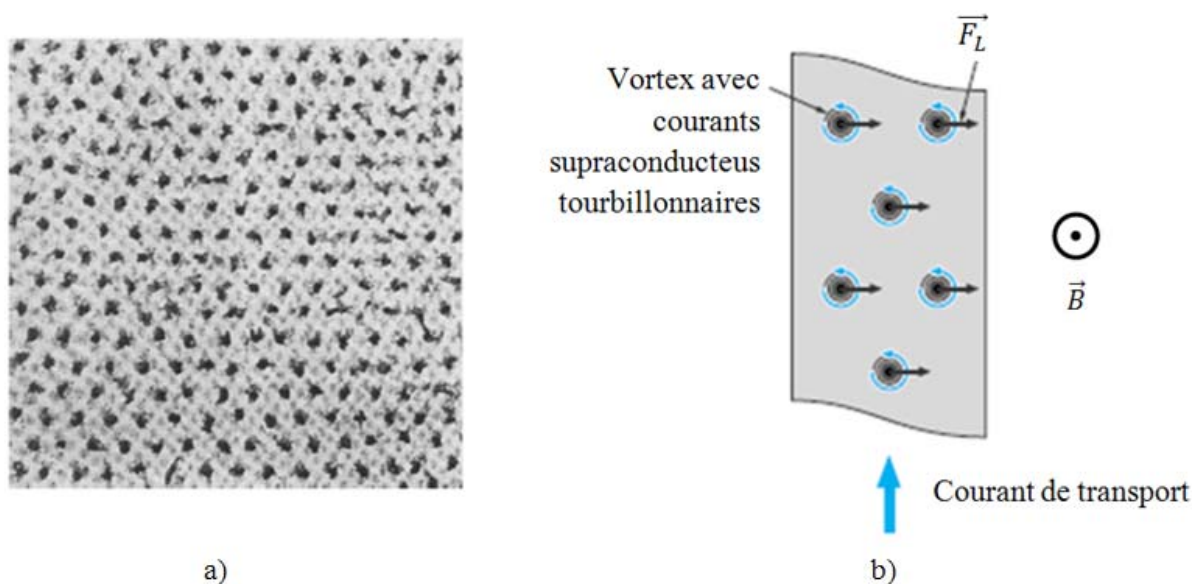 Vortex avec
courants
supraconducteus
tourbillonnaires
F_L
B
Courant de transport
a)
b)